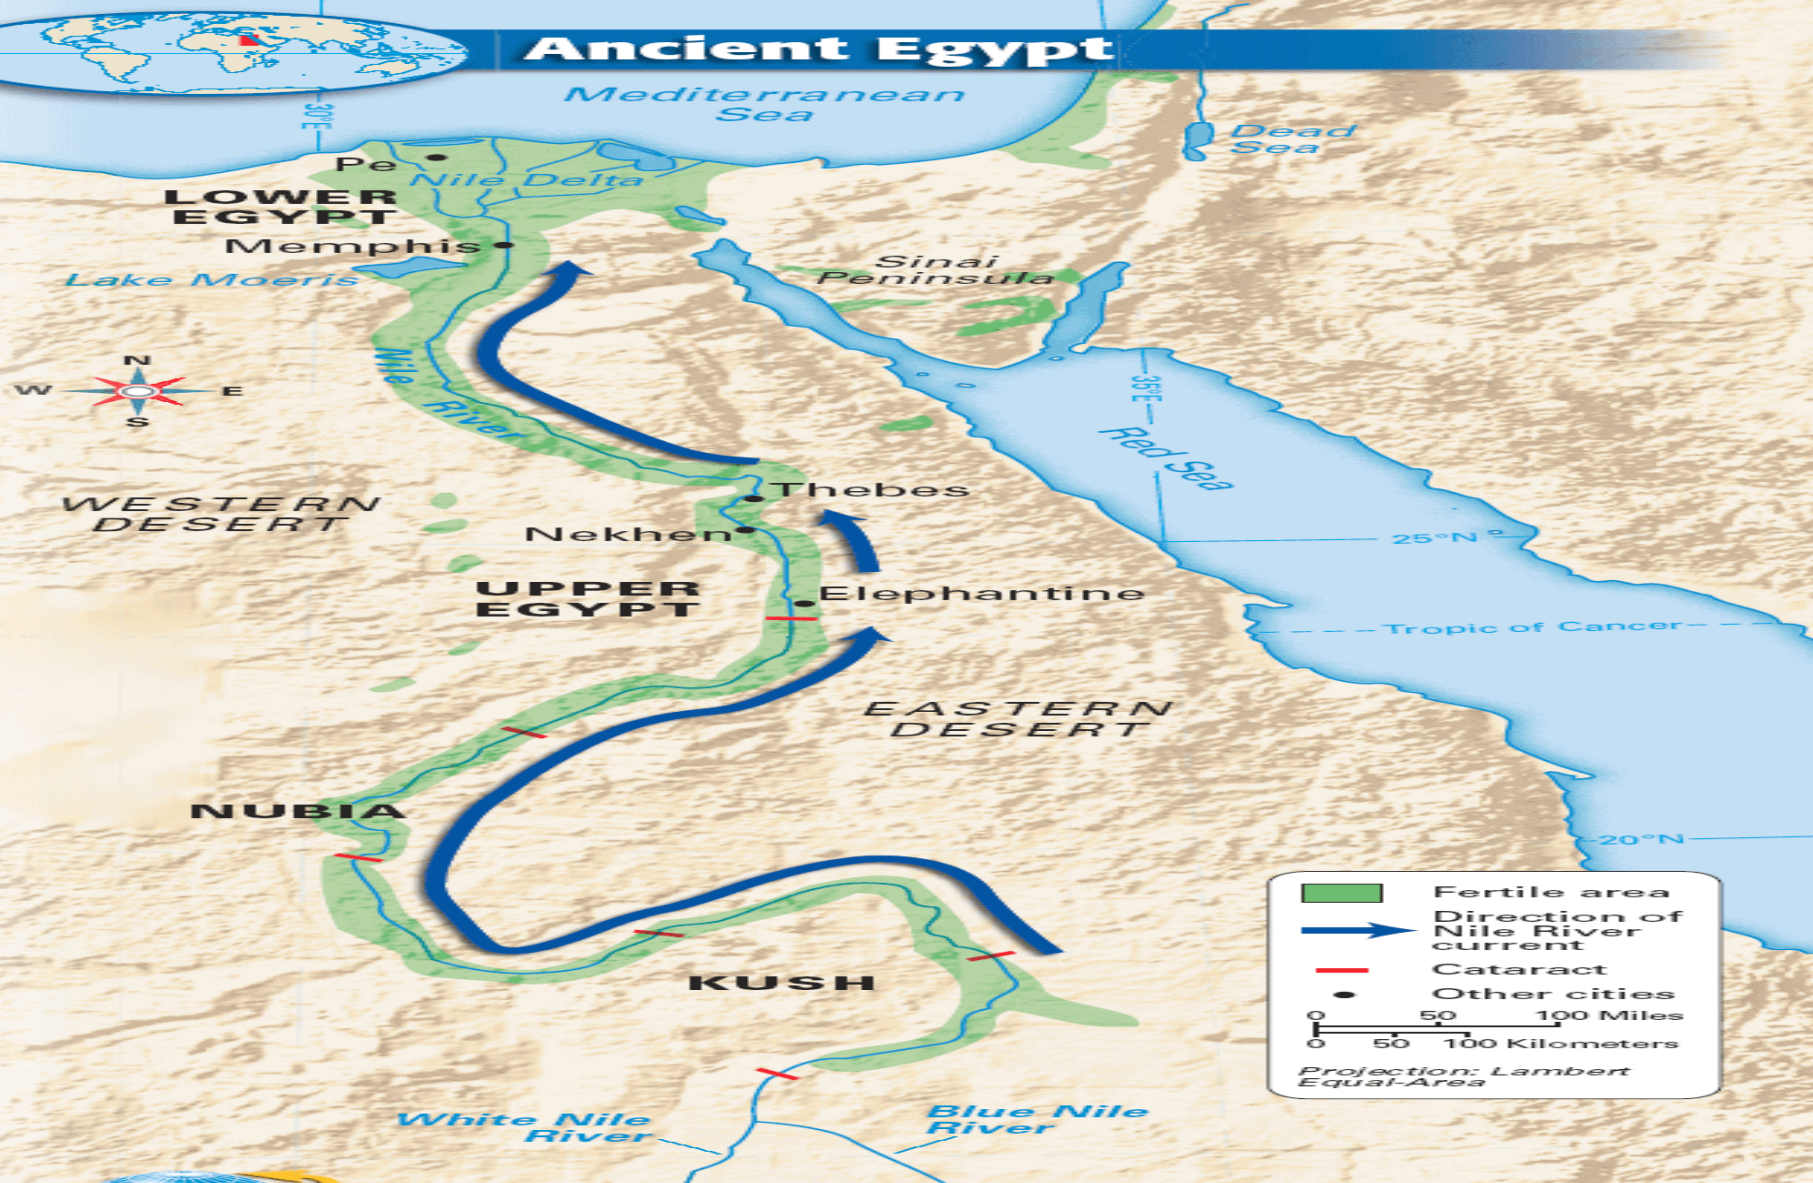 Ancient Egypt
Mediterranean
Sea
30°E
Dead
Sea
Pe
Nile Delta
LOWER
EGYPT
Memphis
Lake Moeris
Sinai
Peninsula
N
W
E
S
Nile
River
35°E
Red Sea
WESTERN
DESERT
Thebes
Nekhen
25°N
UPPER
EGYPT
Elephantine
Tropic of Cancer
EASTERN
DESERT
NUBIA
20°N
KUSH
Fertile area
Direction of
Nile River
current
Cataract
Other cities
0 50 100 Miles
0 50 100 Kilometers
Projection: Lambert
Equal-Area
White Nile
River
Blue Nile
River